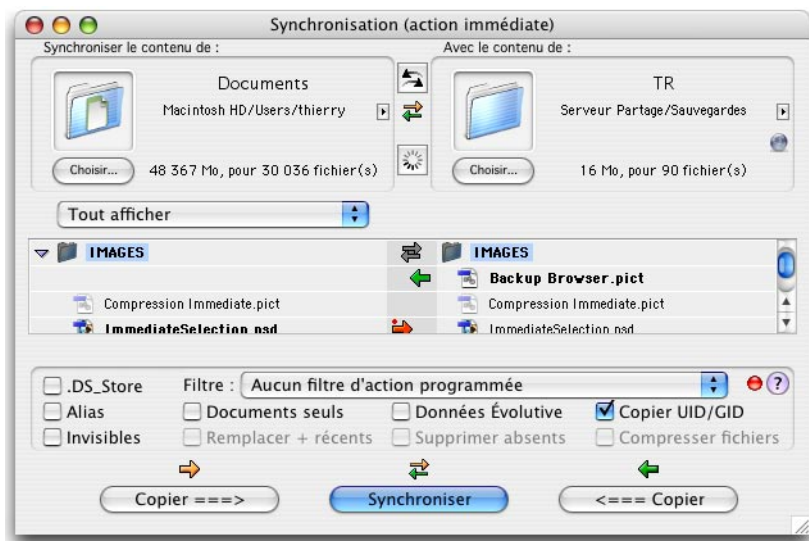 Synchronisation (action immédiate)
Synchroniser le contenu de :
Avec le contenu de :
Documents
TR
Macintosh HD/Users/thierry
Serveur Partage/Sauvegardes
Choisir...
48 367 Mo, pour 30 036 fichier(s)
Choisir...
16 Mo, pour 90 fichier(s)
Tout afficher
IMAGES
IMAGES
Backup Browser.pict
Compression Immediate.pict
Compression Immediate.pict
ImmediateSelection.psd
ImmediateSelection.psd
.DS_Store
Filtre : Aucun filtre d'action programmée
?
Alias
Documents seuls
Données Évolutive
Copier UID/GID
Invisibles
Remplacer + récents
Supprimer absents
Compresser fichiers
Copier ===>
Synchroniser
<=== Copier